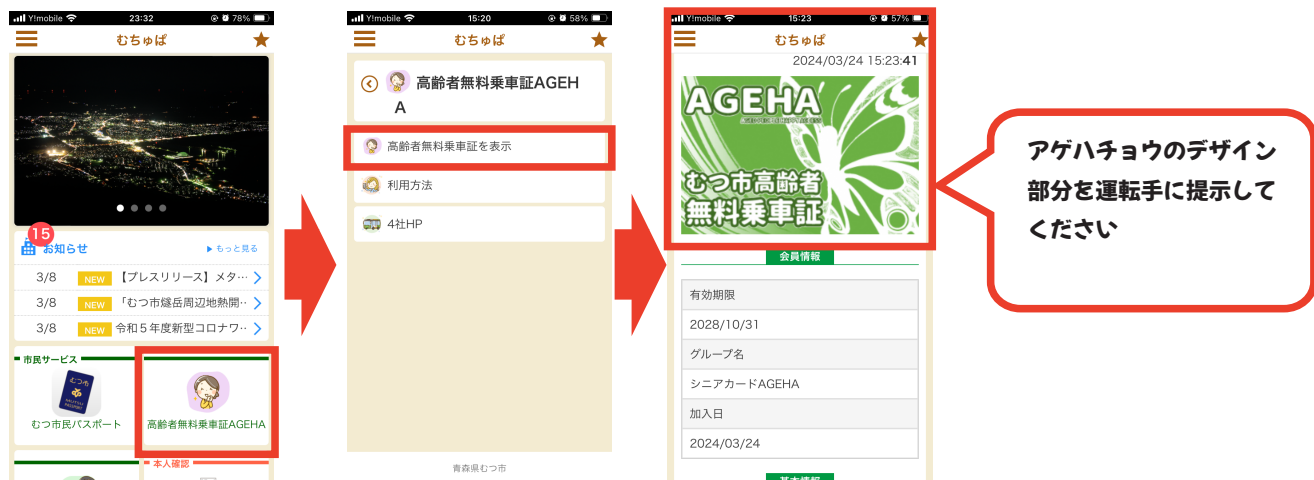 Y!mobile 23:32 78%
むちゅぱ
15
お知らせ
▶もっと見る
3/8 NEW 【プレスリリース】メタ…
3/8 NEW 「むつ市燧岳周辺地熱開…
3/8 NEW 令和5年度新型コロナワ…
市民サービス
むつ市
むつ市民パスポート
高齢者無料乗車証AGEHA
本人確認
Y!mobile 15:20 58%
むちゅぱ
高齢者無料乗車証AGEH
A
高齢者無料乗車証を表示
利用方法
4社HP
青森県むつ市
Y!mobile 15:23 57%
むちゅぱ
2024/03/24 15:23:41
AGEHA
むつ市高齢者
無料乗車証
会員情報
有効期限
2028/10/31
グループ名
シニアカードAGEHA
加入日
2024/03/24
基本情報
アゲハチョウのデザイン
部分を運転手に提示して
ください